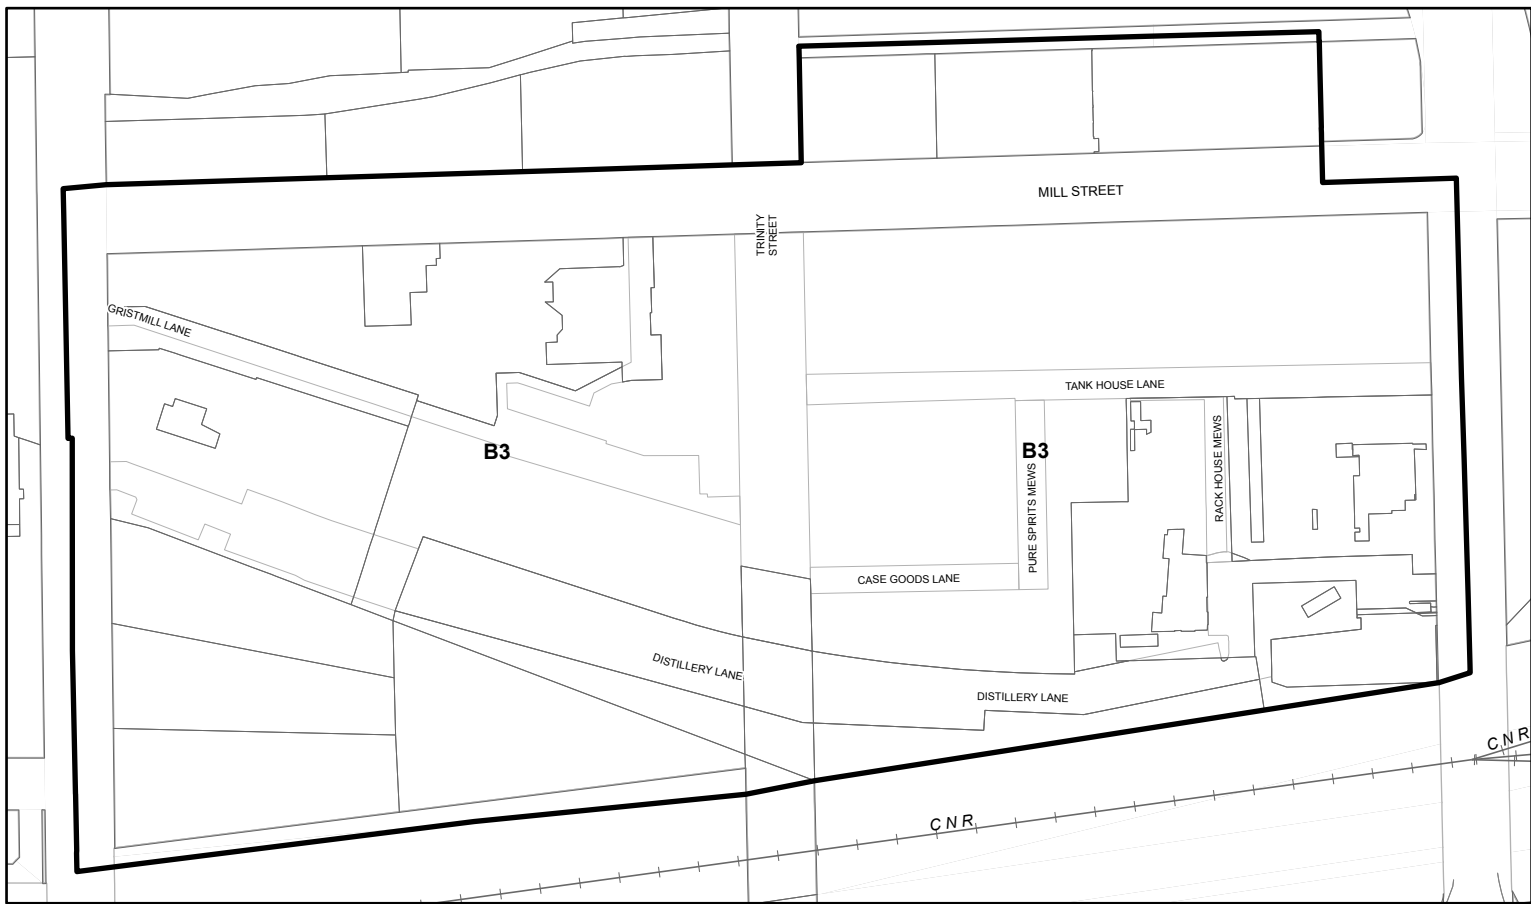 MILL STREET
TRINITY
STREET
GRISTMILL LANE
TANK HOUSE LANE
B3
B3
PURE SPIRITS MEWS
RACK HOUSE MEWS
CASE GOODS LANE
DISTILLERY LANE
DISTILLERY LANE
CNR
CNR